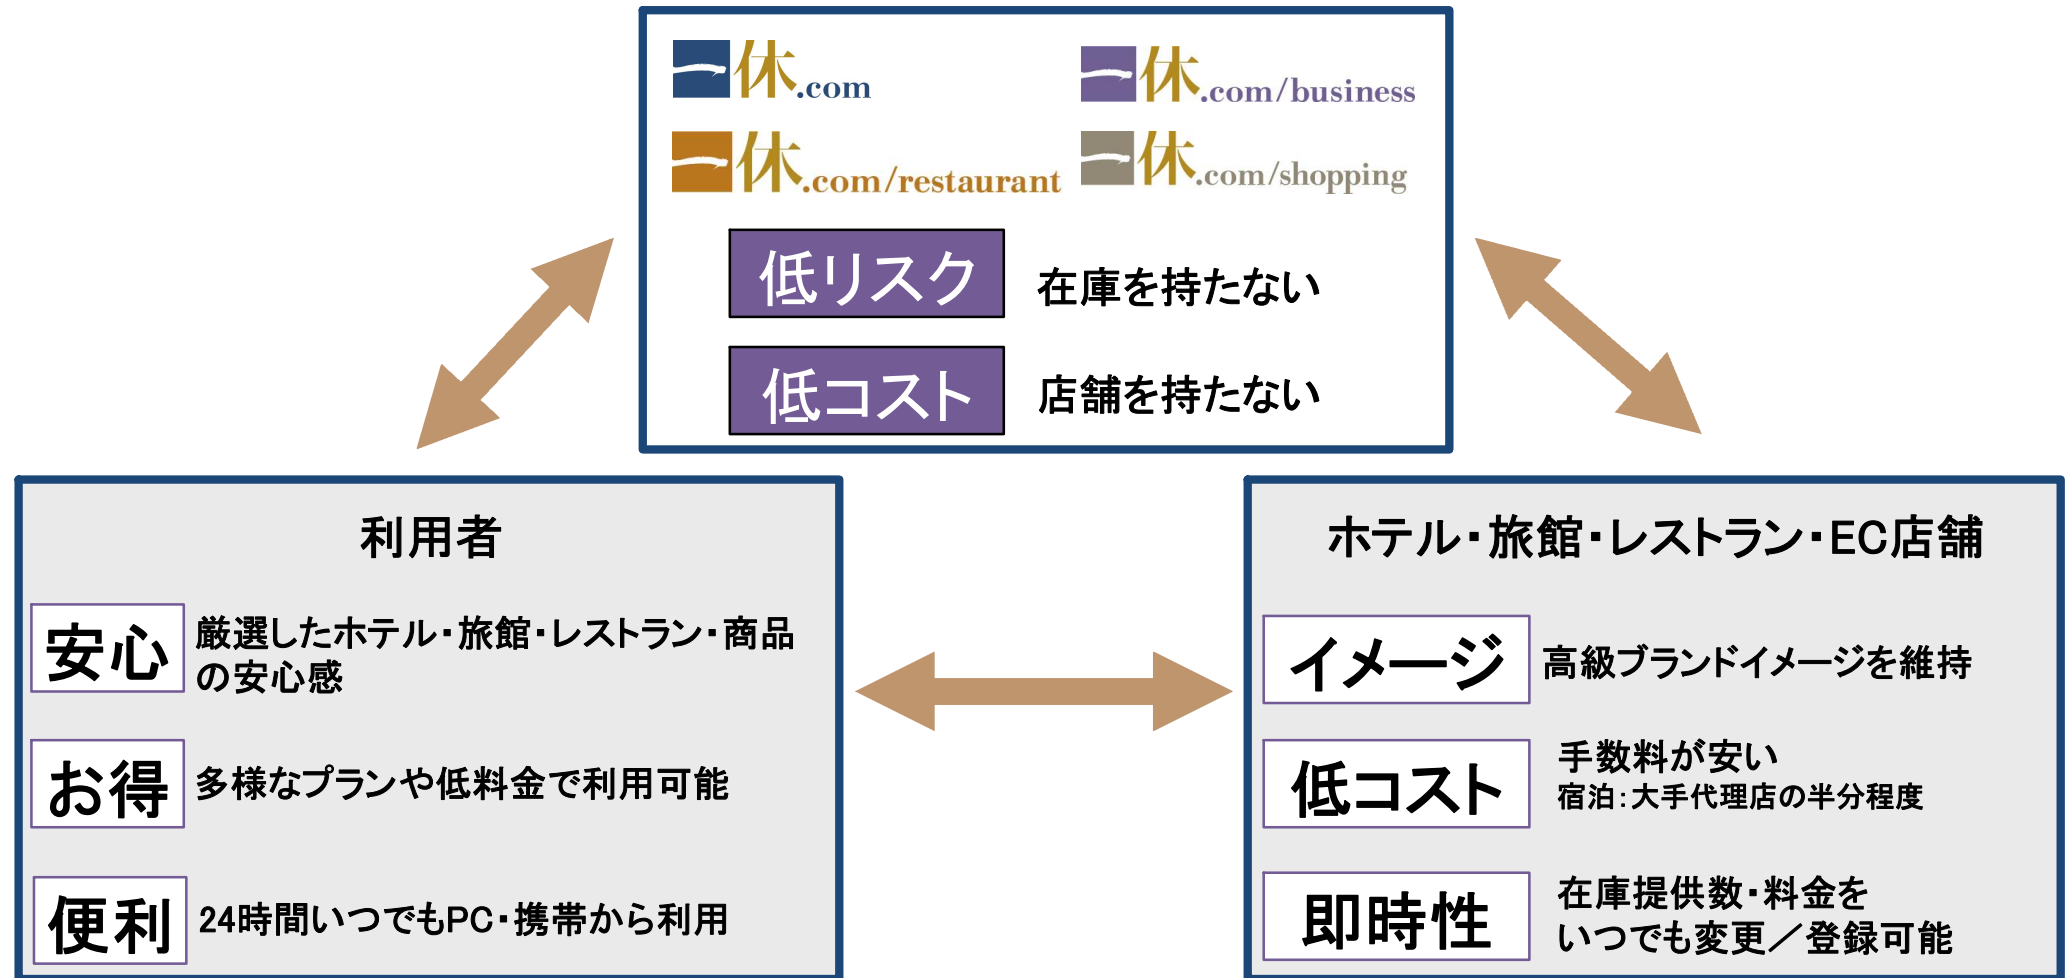 一休.com
一休.com/business
一休.com/restaurant
一休.com/shopping
低リスク
在庫を持たない
低コスト
店舗を持たない
利用者
安心
厳選したホテル・旅館・レストラン・商品
の安心感
お得
多様なプランや低料金で利用可能
便利
24時間いつでもPC・携帯から利用
ホテル・旅館・レストラン・EC店舗
イメージ
高級ブランドイメージを維持
低コスト
手数料が安い
宿泊：大手代理店の半分程度
即時性
在庫提供数・料金を
いつでも変更／登録可能